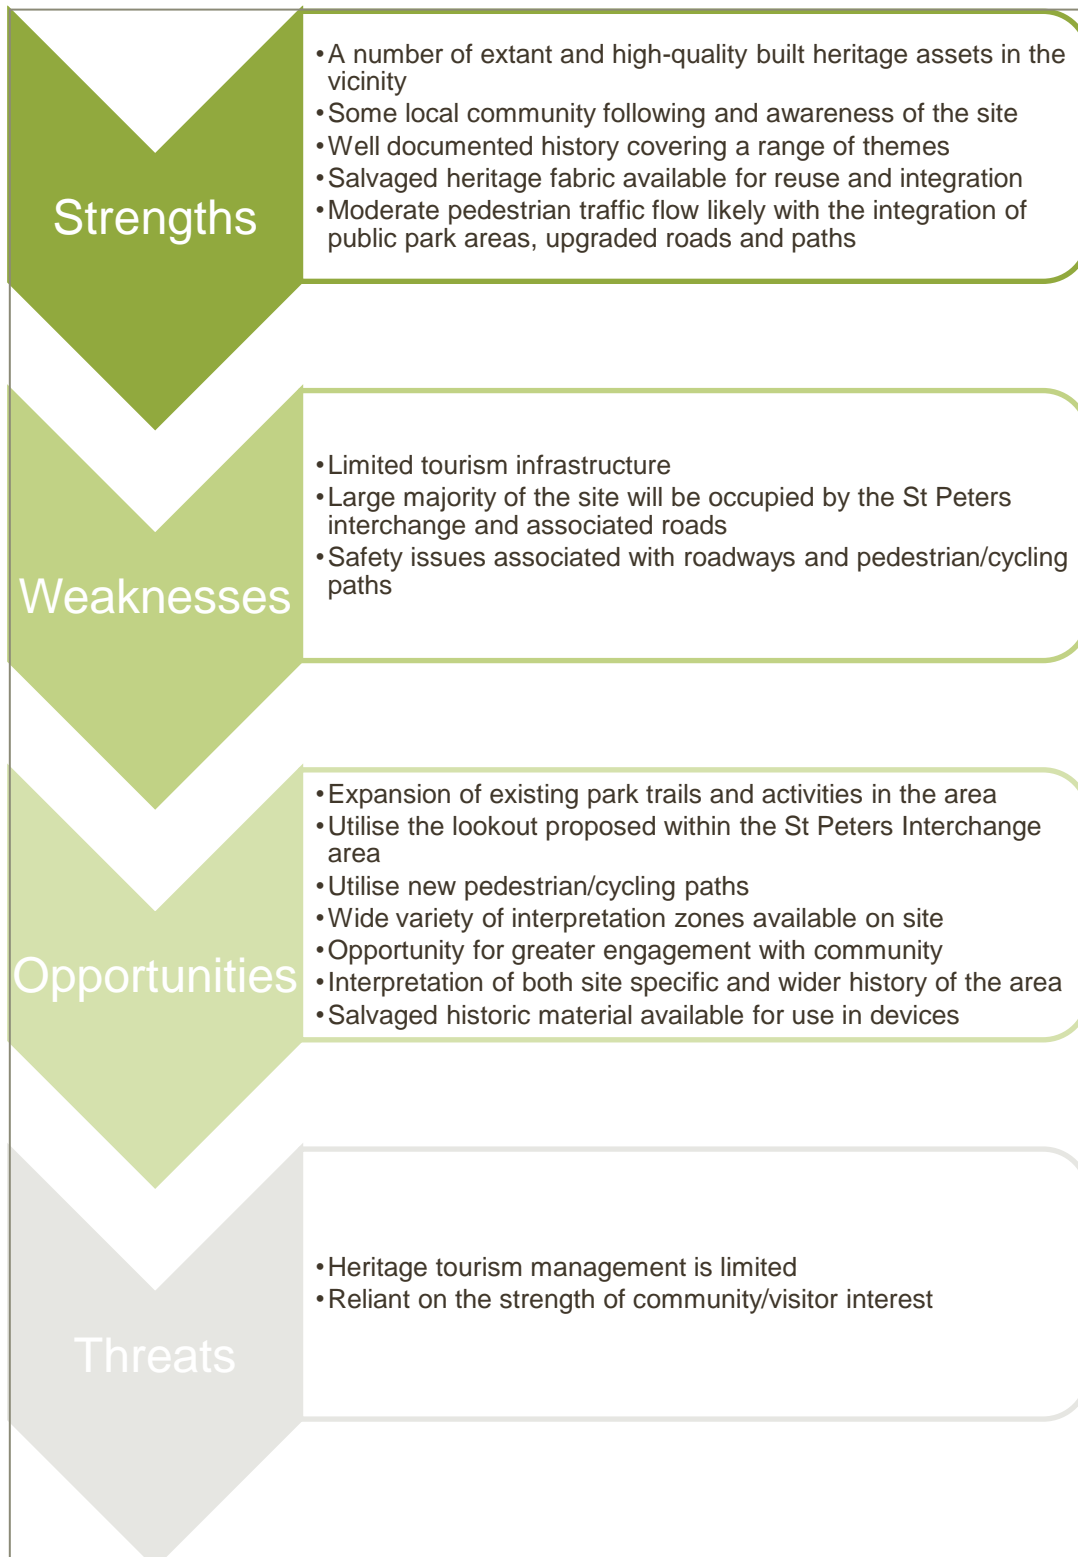 Strengths
•A number of extant and high-quality built heritage assets in the
vicinity
•Some local community following and awareness of the site
•Well documented history covering a range of themes
•Salvaged heritage fabric available for reuse and integration
•Moderate pedestrian traffic flow likely with the integration of
public park areas, upgraded roads and paths
Weaknesses
•Limited tourism infrastructure
•Large majority of the site will be occupied by the St Peters
interchange and associated roads
•Safety issues associated with roadways and pedestrian/cycling
paths
Opportunities
•Expansion of existing park trails and activities in the area
•Utilise the lookout proposed within the St Peters Interchange
area
•Utilise new pedestrian/cycling paths
•Wide variety of interpretation zones available on site
•Opportunity for greater engagement with community
•Interpretation of both site specific and wider history of the area
•Salvaged historic material available for use in devices
Threats
•Heritage tourism management is limited
•Reliant on the strength of community/visitor interest